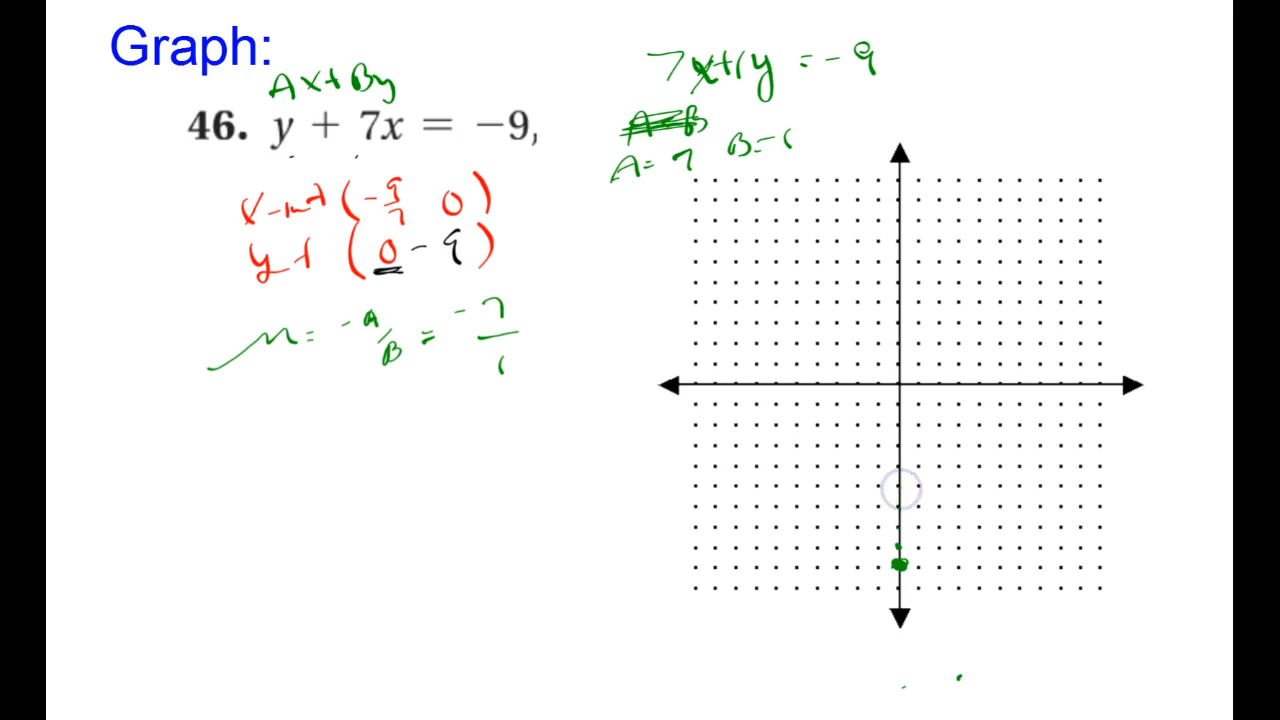 Graph:
Ax+ By
46. y + 7x = −9,
x-int (-9/7 0)
y-1 (0 -9)
m = -A/B = -7/1
7x+1y = -9
A= 7 B=1